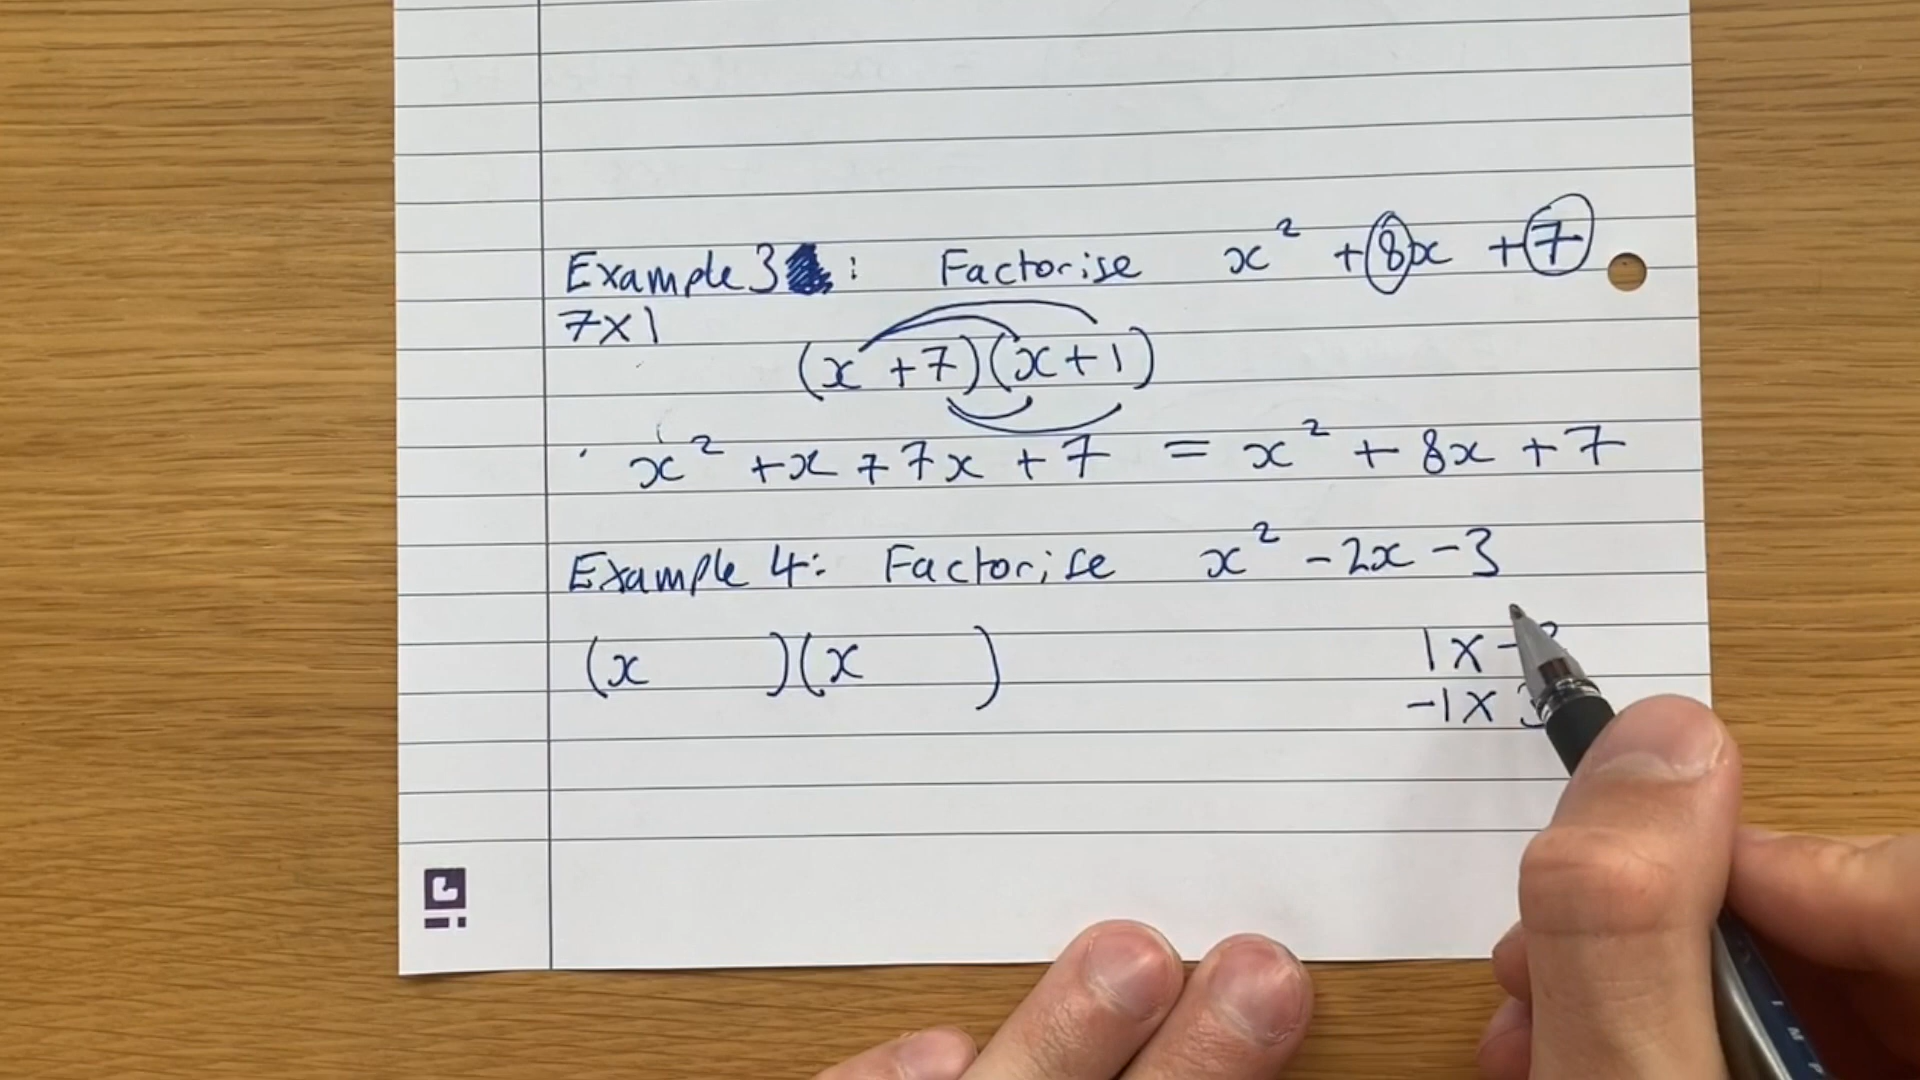 Example 3: Factorise x² + 8x + 7
7 x 1
(x + 7)(x + 1)
x² + x + 7x + 7 = x² + 8x + 7
Example 4: Factorise x² - 2x - 3
(x )(x )
1 x -
-1 x